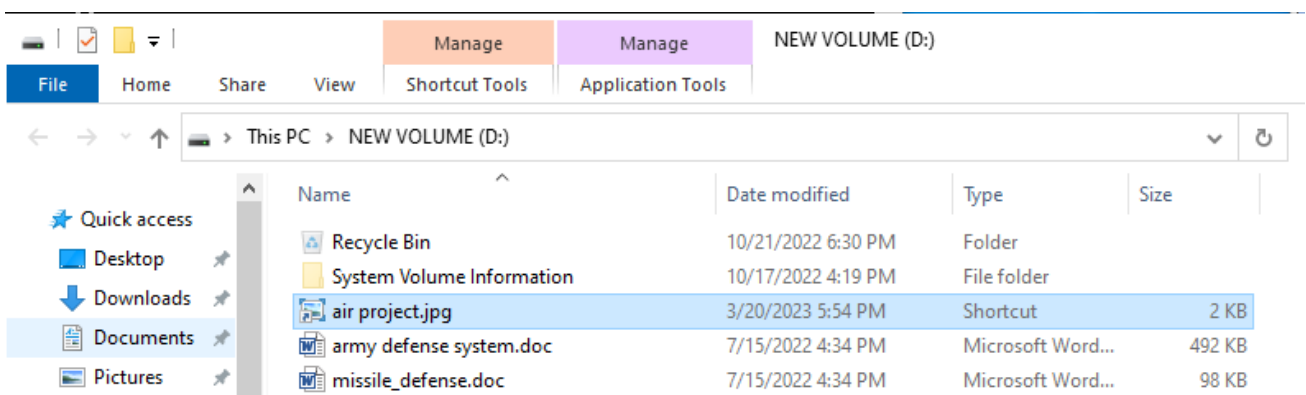 Manage Manage NEW VOLUME (D:)
File Home Share View Shortcut Tools Application Tools
This PC > NEW VOLUME (D:)
Name Date modified Type Size
Quick access
Recycle Bin 10/21/2022 6:30 PM Folder
Desktop
System Volume Information 10/17/2022 4:19 PM File folder
Downloads
air project.jpg 3/20/2023 5:54 PM Shortcut 2 KB
Documents
army defense system.doc 7/15/2022 4:34 PM Microsoft Word... 492 KB
Pictures
missile_defense.doc 7/15/2022 4:34 PM Microsoft Word... 98 KB